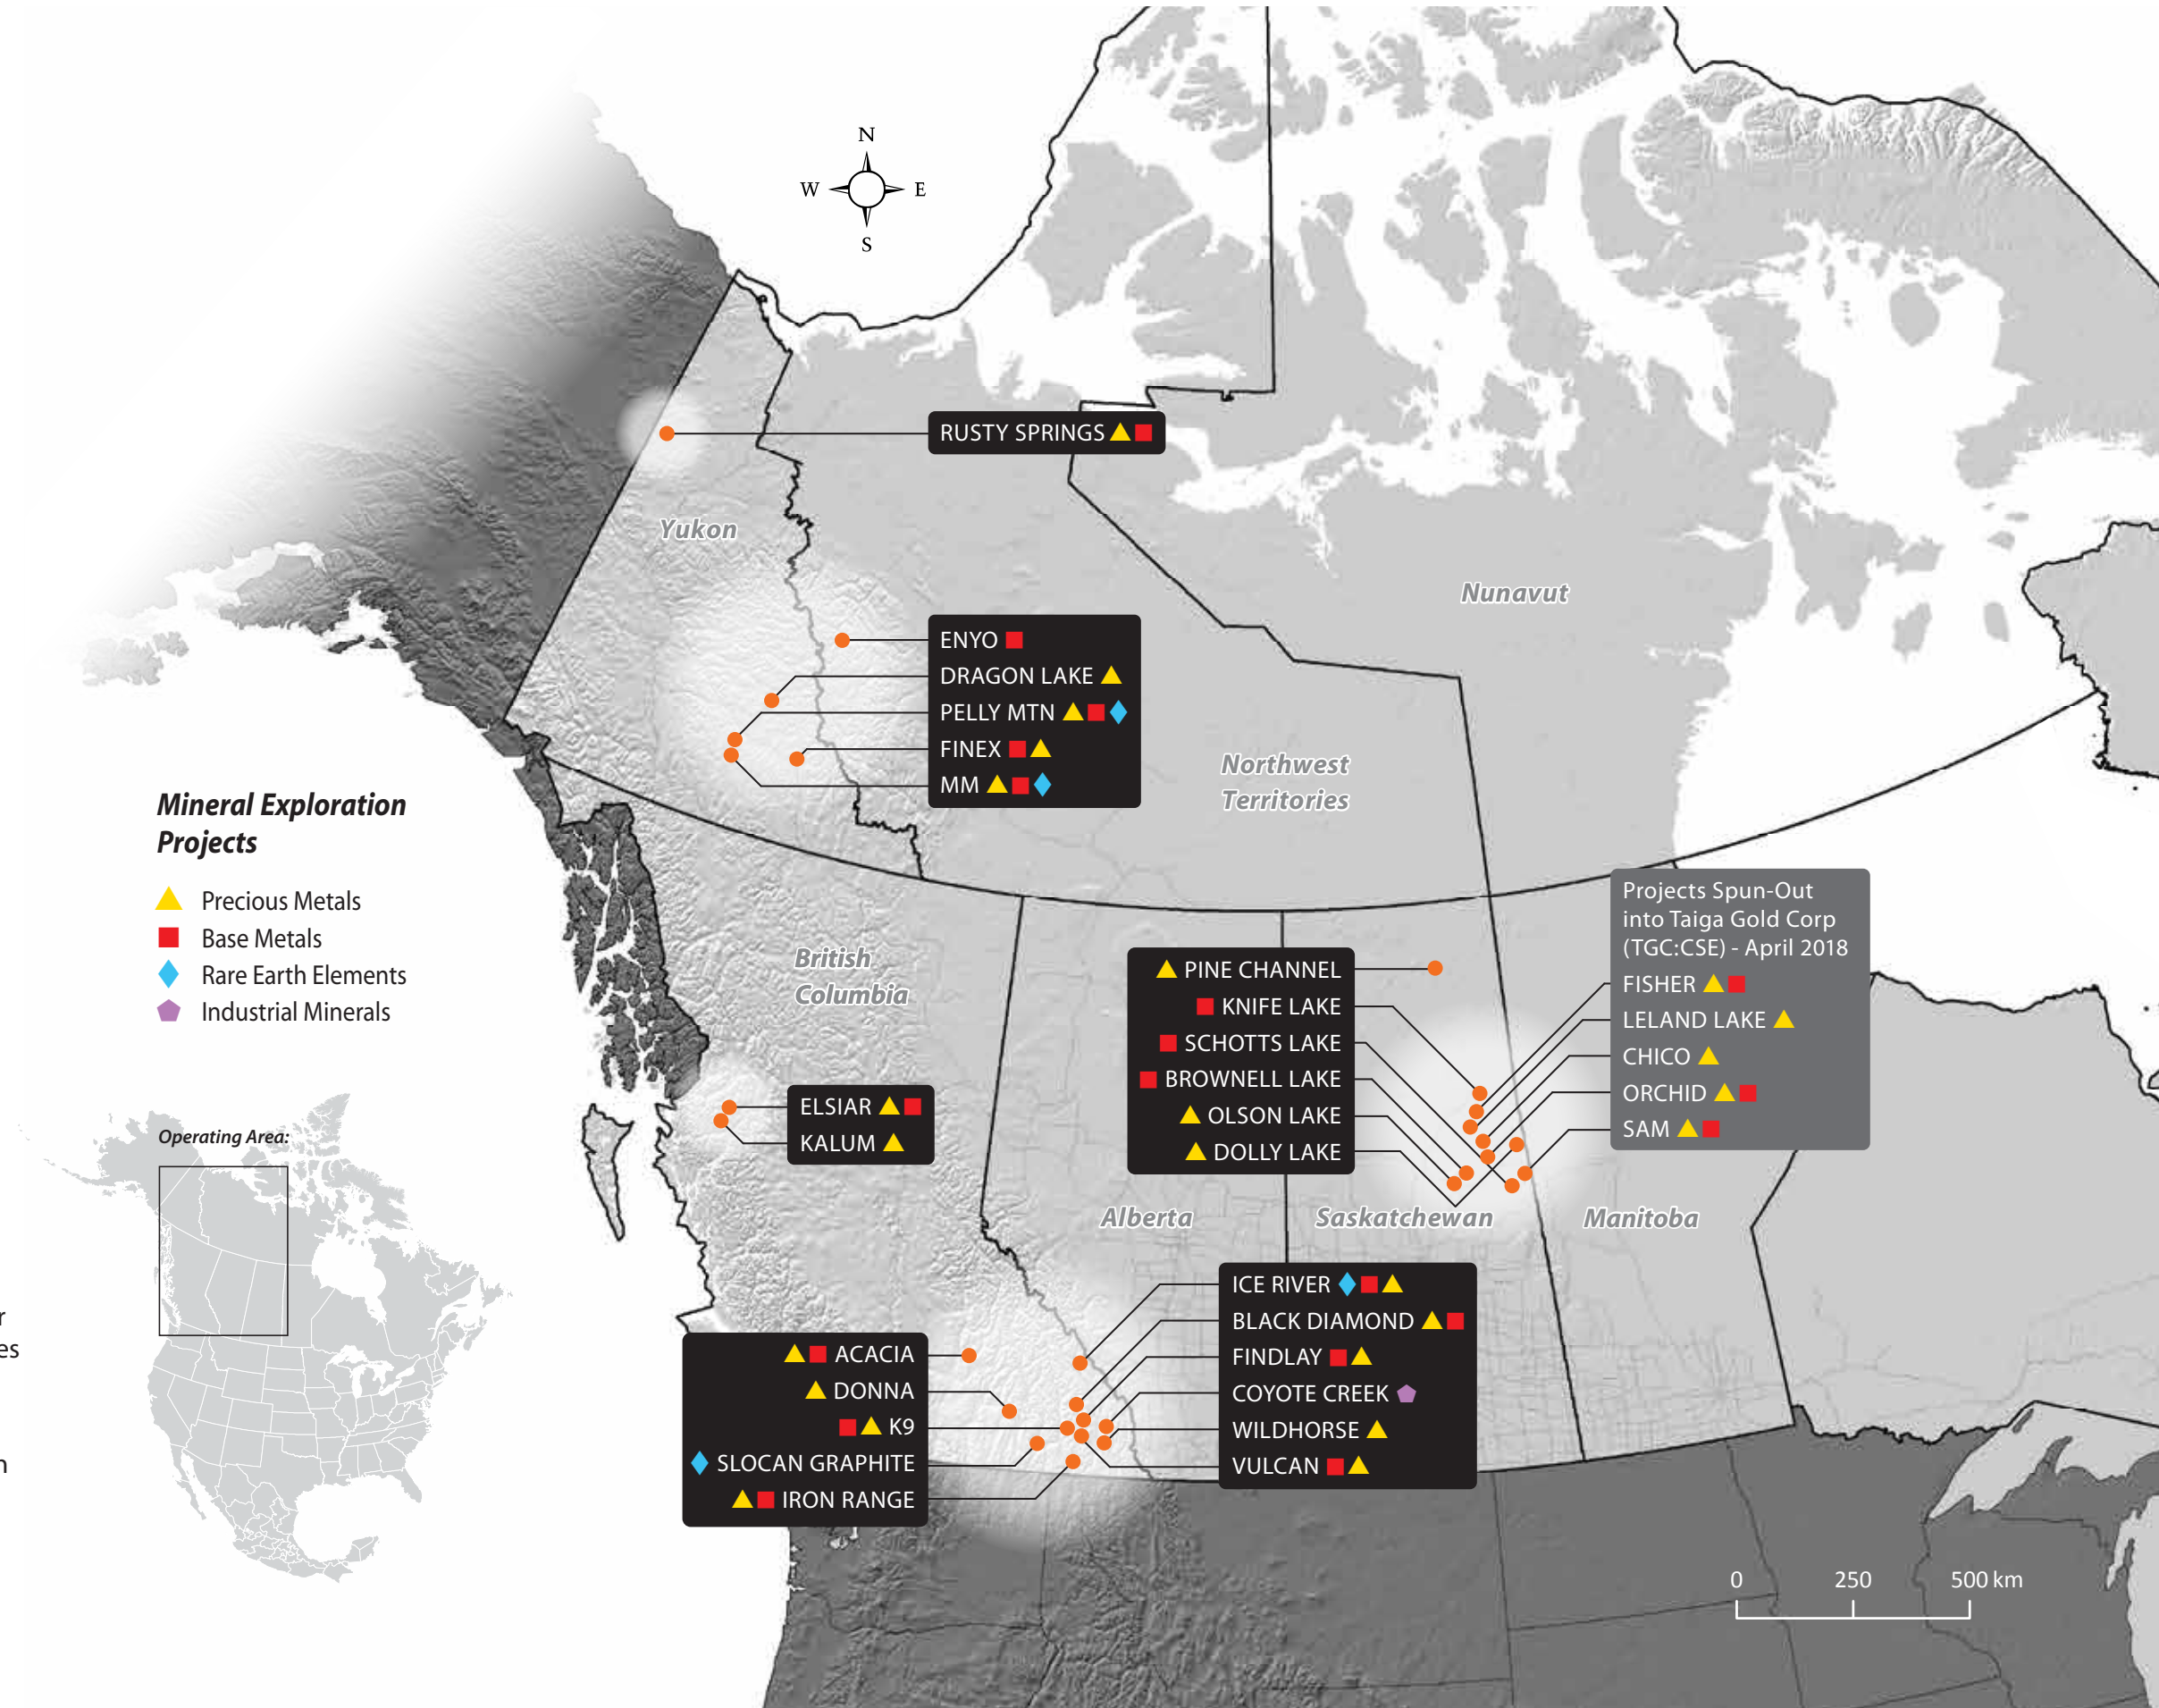 N
W E
S
RUSTY SPRINGS
Yukon
Nunavut
ENYO
DRAGON LAKE
PELLY MTN
FINEX
MM
Northwest
Territories
Mineral Exploration
Projects
Precious Metals
Base Metals
Rare Earth Elements
Industrial Minerals
British
Columbia
Projects Spun-Out
into Taiga Gold Corp
(TGC:CSE) - April 2018
FISHER
LELAND LAKE
CHICO
ORCHID
SAM
PINE CHANNEL
KNIFE LAKE
SCHOTTS LAKE
BROWNELL LAKE
OLSON LAKE
DOLLY LAKE
ELSIAR
KALUM
Operating Area:
Alberta
Saskatchewan
Manitoba
ICE RIVER
BLACK DIAMOND
FINDLAY
COYOTE CREEK
WILDHORSE
VULCAN
ACACIA
DONNA
K9
SLOCAN GRAPHITE
IRON RANGE
r
es
n
0 250 500 km